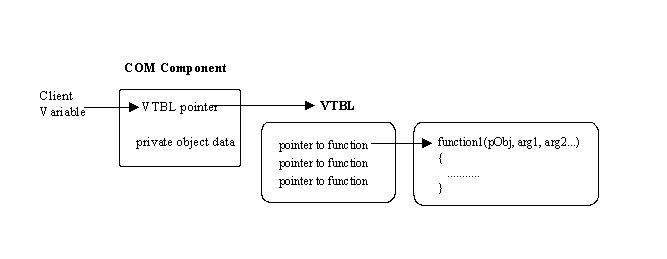 COM Component
Client
Variable
VTBL pointer
private object data
VTBL
pointer to function
pointer to function
pointer to function
function1(pObj, arg1, arg2...)
{
...........
}